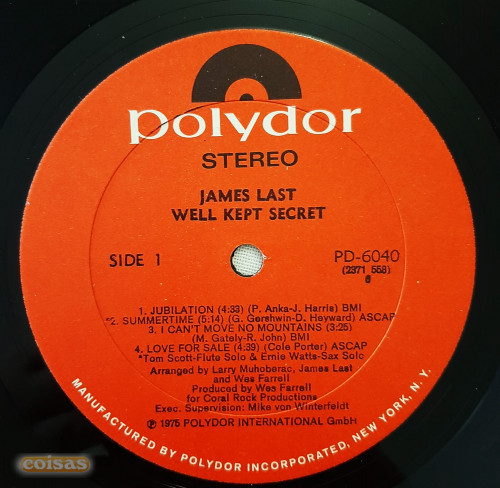 polydor
STEREO
JAMES LAST
WELL KEPT SECRET
SIDE 1
PD-6040
(2371 558)
1. JUBILATION (4:33) (P. Anka-J. Harris) BMI
*2. SUMMERTIME (5:14) (G. Gershwin-D. Heyward) ASCAP
3. I CAN'T MOVE NO MOUNTAINS (3:25)
(M. Gately-R. John) BMI
4. LOVE FOR SALE (4:39) (Cole Porter) ASCAP
*Tom Scott-Flute Solo & Ernie Watts-Sax Solo
Arranged by Larry Muhoberac, James Last
and Wes Farrell
Produced by Wes Farrell
for Coral Rock Productions
Exec. Supervision: Mike von Winterfeldt
℗ 1975 POLYDOR INTERNATIONAL GmbH
MANUFACTURED BY POLYDOR INCORPORATED, NEW YORK, N. Y.
coisas